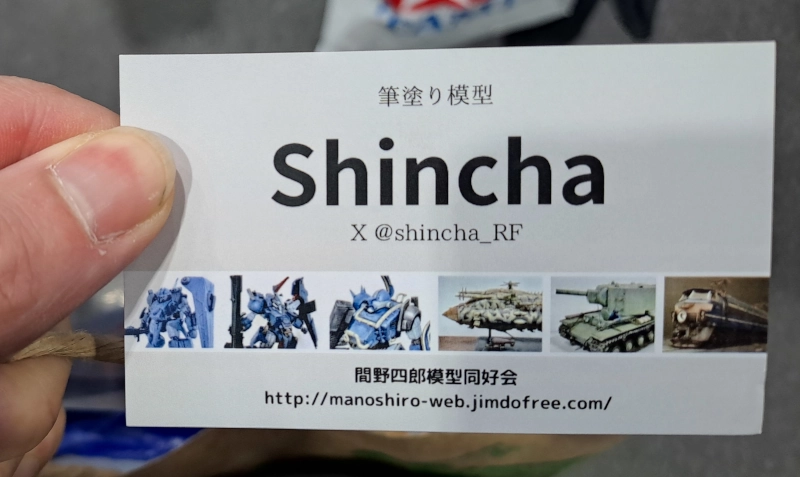 筆塗り模型
Shincha
X @shincha_RF
間野四郎模型同好会
http://manoshiro-web.jimdofree.com/